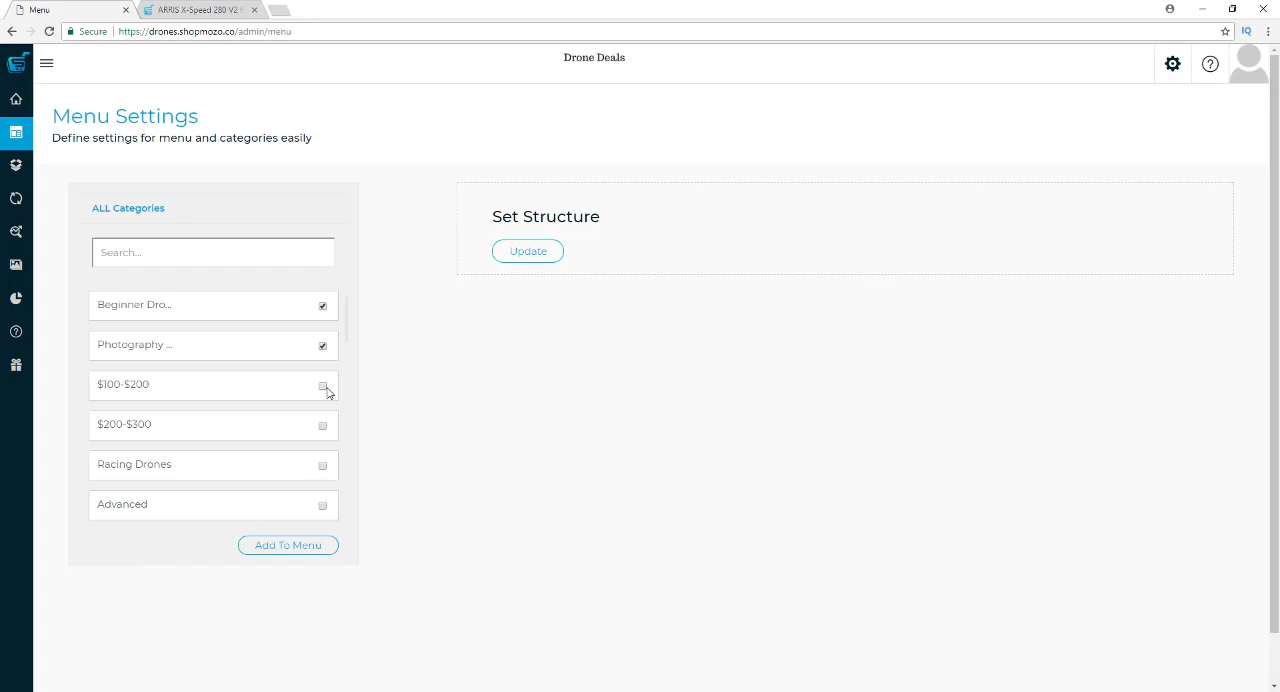 Menu
ARRIS X-Speed 280 V2
Secure https://drones.shopmozo.co/admin/menu
IQ
Drone Deals
Menu Settings
Define settings for menu and categories easily
ALL Categories
Search...
Beginner Dro...
Photography ...
$100-$200
$200-$300
Racing Drones
Advanced
Add To Menu
Set Structure
Update